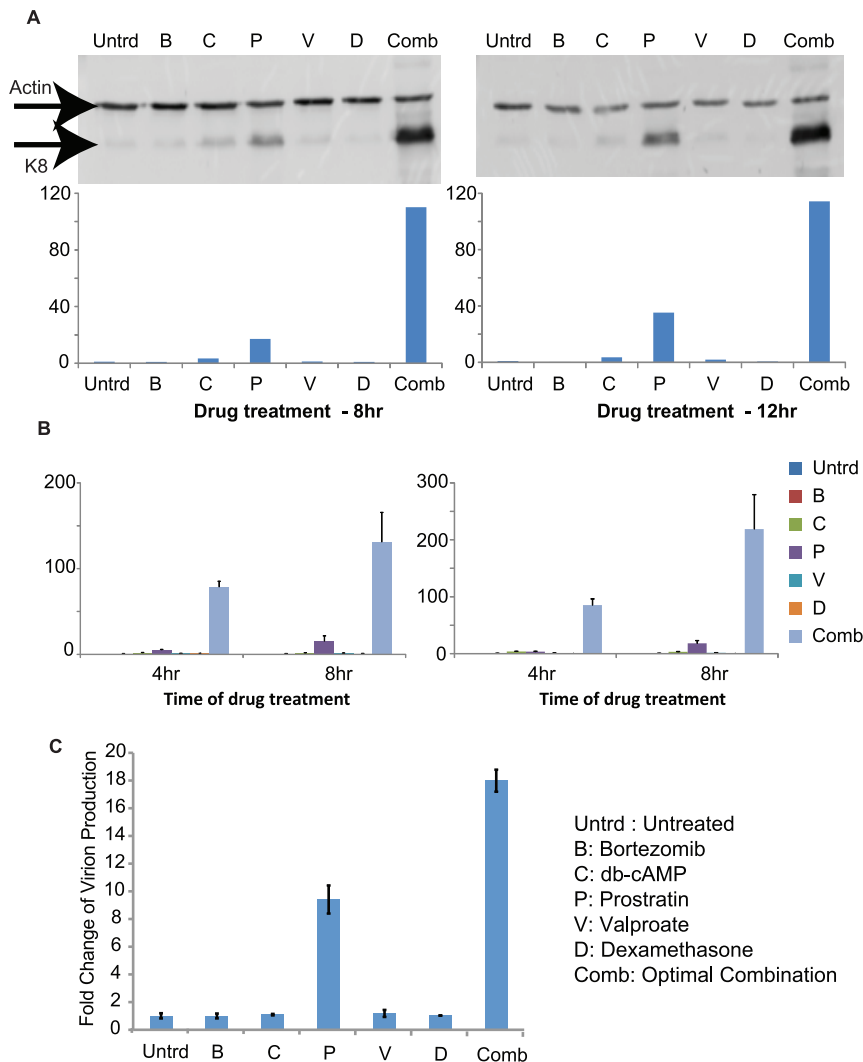 A
Untrd B C P V D Comb
Untrd B C P V D Comb
Actin
K8
120
80
40
0
120
80
40
0
Untrd B C P V D Comb
Untrd B C P V D Comb
Drug treatment - 8hr
Drug treatment - 12hr
B
200
100
0
4hr 8hr
Time of drug treatment
300
200
100
0
4hr 8hr
Time of drug treatment
Untrd
B
C
P
V
D
Comb
C
Fold Change of Virion Production
20
18
16
14
12
10
8
6
4
2
0
Untrd B C P V D Comb
Untrd : Untreated
B: Bortezomib
C: db-cAMP
P: Prostratin
V: Valproate
D: Dexamethasone
Comb: Optimal Combination